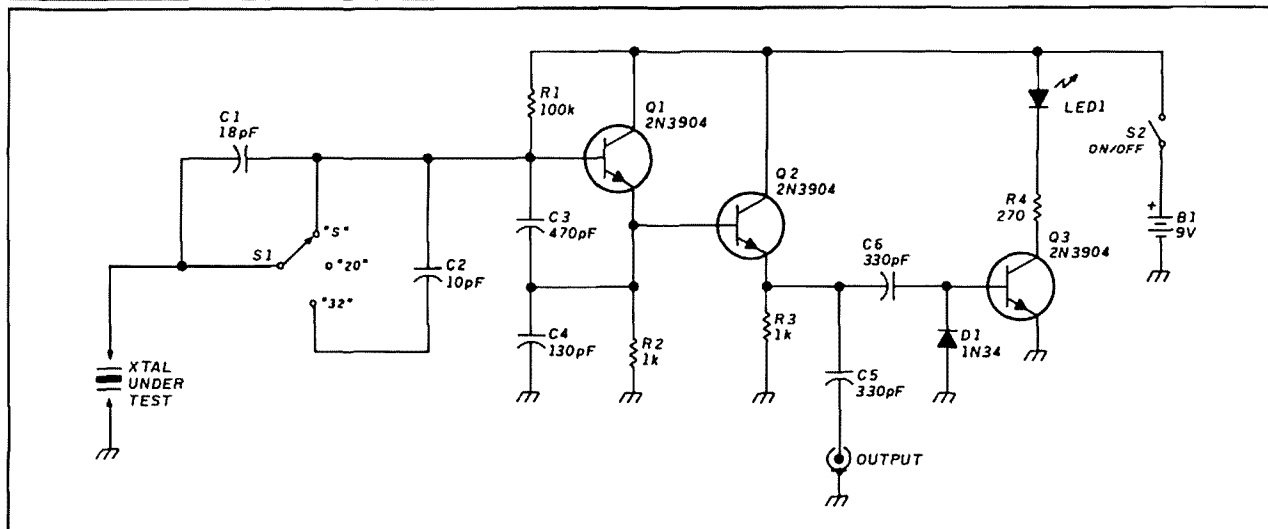 C1
18pF
S1
"S"
"20"
"32"
C2
10pF
XTAL
UNDER
TEST
R1
100k
Q1
2N3904
C3
470pF
C4
130pF
R2
1k
Q2
2N3904
R3
1k
C6
330pF
C5
330pF
OUTPUT
D1
1N34
LED1
R4
270
Q3
2N3904
S2
ON/OFF
+
B1
9V